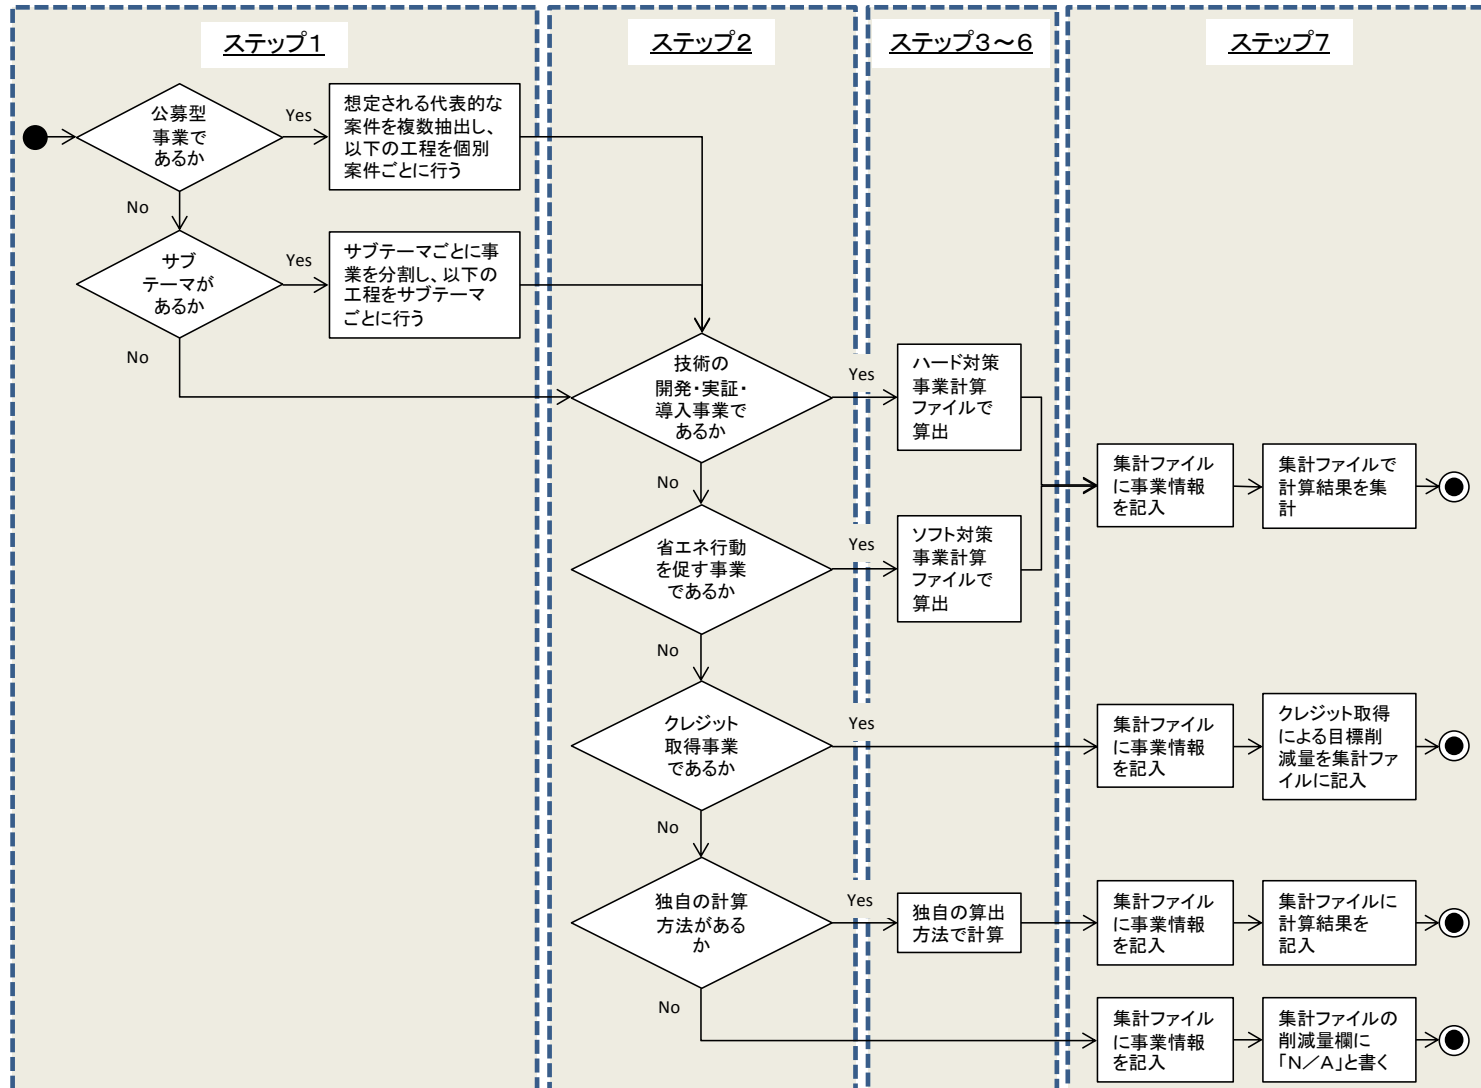 ステップ1
ステップ2
ステップ3～6
ステップ7
公募型
事業で
あるか
Yes
想定される代表的な
案件を複数抽出し、
以下の工程を個別
案件ごとに行う
No
サブ
テーマが
あるか
Yes
サブテーマごとに事
業を分割し、以下の
工程をサブテーマ
ごとに行う
No
技術の
開発・実証・
導入事業で
あるか
Yes
ハード対策
事業計算
ファイルで
算出
No
省エネ行動
を促す事業
であるか
Yes
ソフト対策
事業計算
ファイルで
算出
集計ファイル
に事業情報
を記入
集計ファイルで
計算結果を集
計
No
クレジット
取得事業
であるか
Yes
集計ファイル
に事業情報
を記入
クレジット取得
による目標削
減量を集計ファ
イルに記入
No
独自の計算
方法がある
か
Yes
独自の算出
方法で計算
集計ファイル
に事業情報
を記入
集計ファイルに
計算結果を
記入
No
集計ファイル
に事業情報
を記入
集計ファイルの
削減量欄に
「N／A」と書く